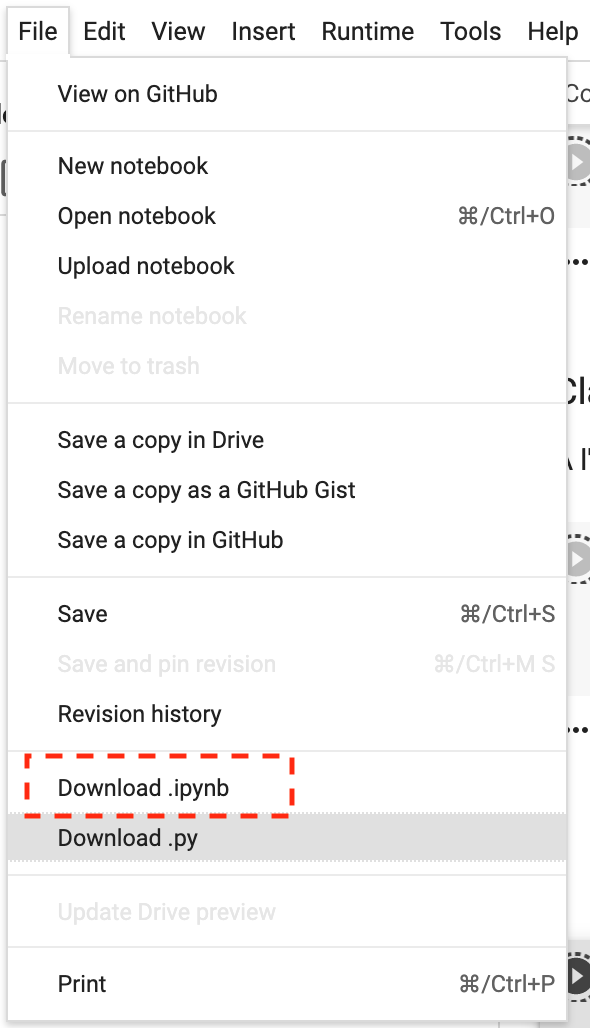 File Edit View Insert Runtime Tools Help
View on GitHub
New notebook
Open notebook ⌘/Ctrl+O
Upload notebook
Rename notebook
Move to trash
Save a copy in Drive
Save a copy as a GitHub Gist
Save a copy in GitHub
Save ⌘/Ctrl+S
Save and pin revision ⌘/Ctrl+M S
Revision history
Download .ipynb
Download .py
Update Drive preview
Print ⌘/Ctrl+P